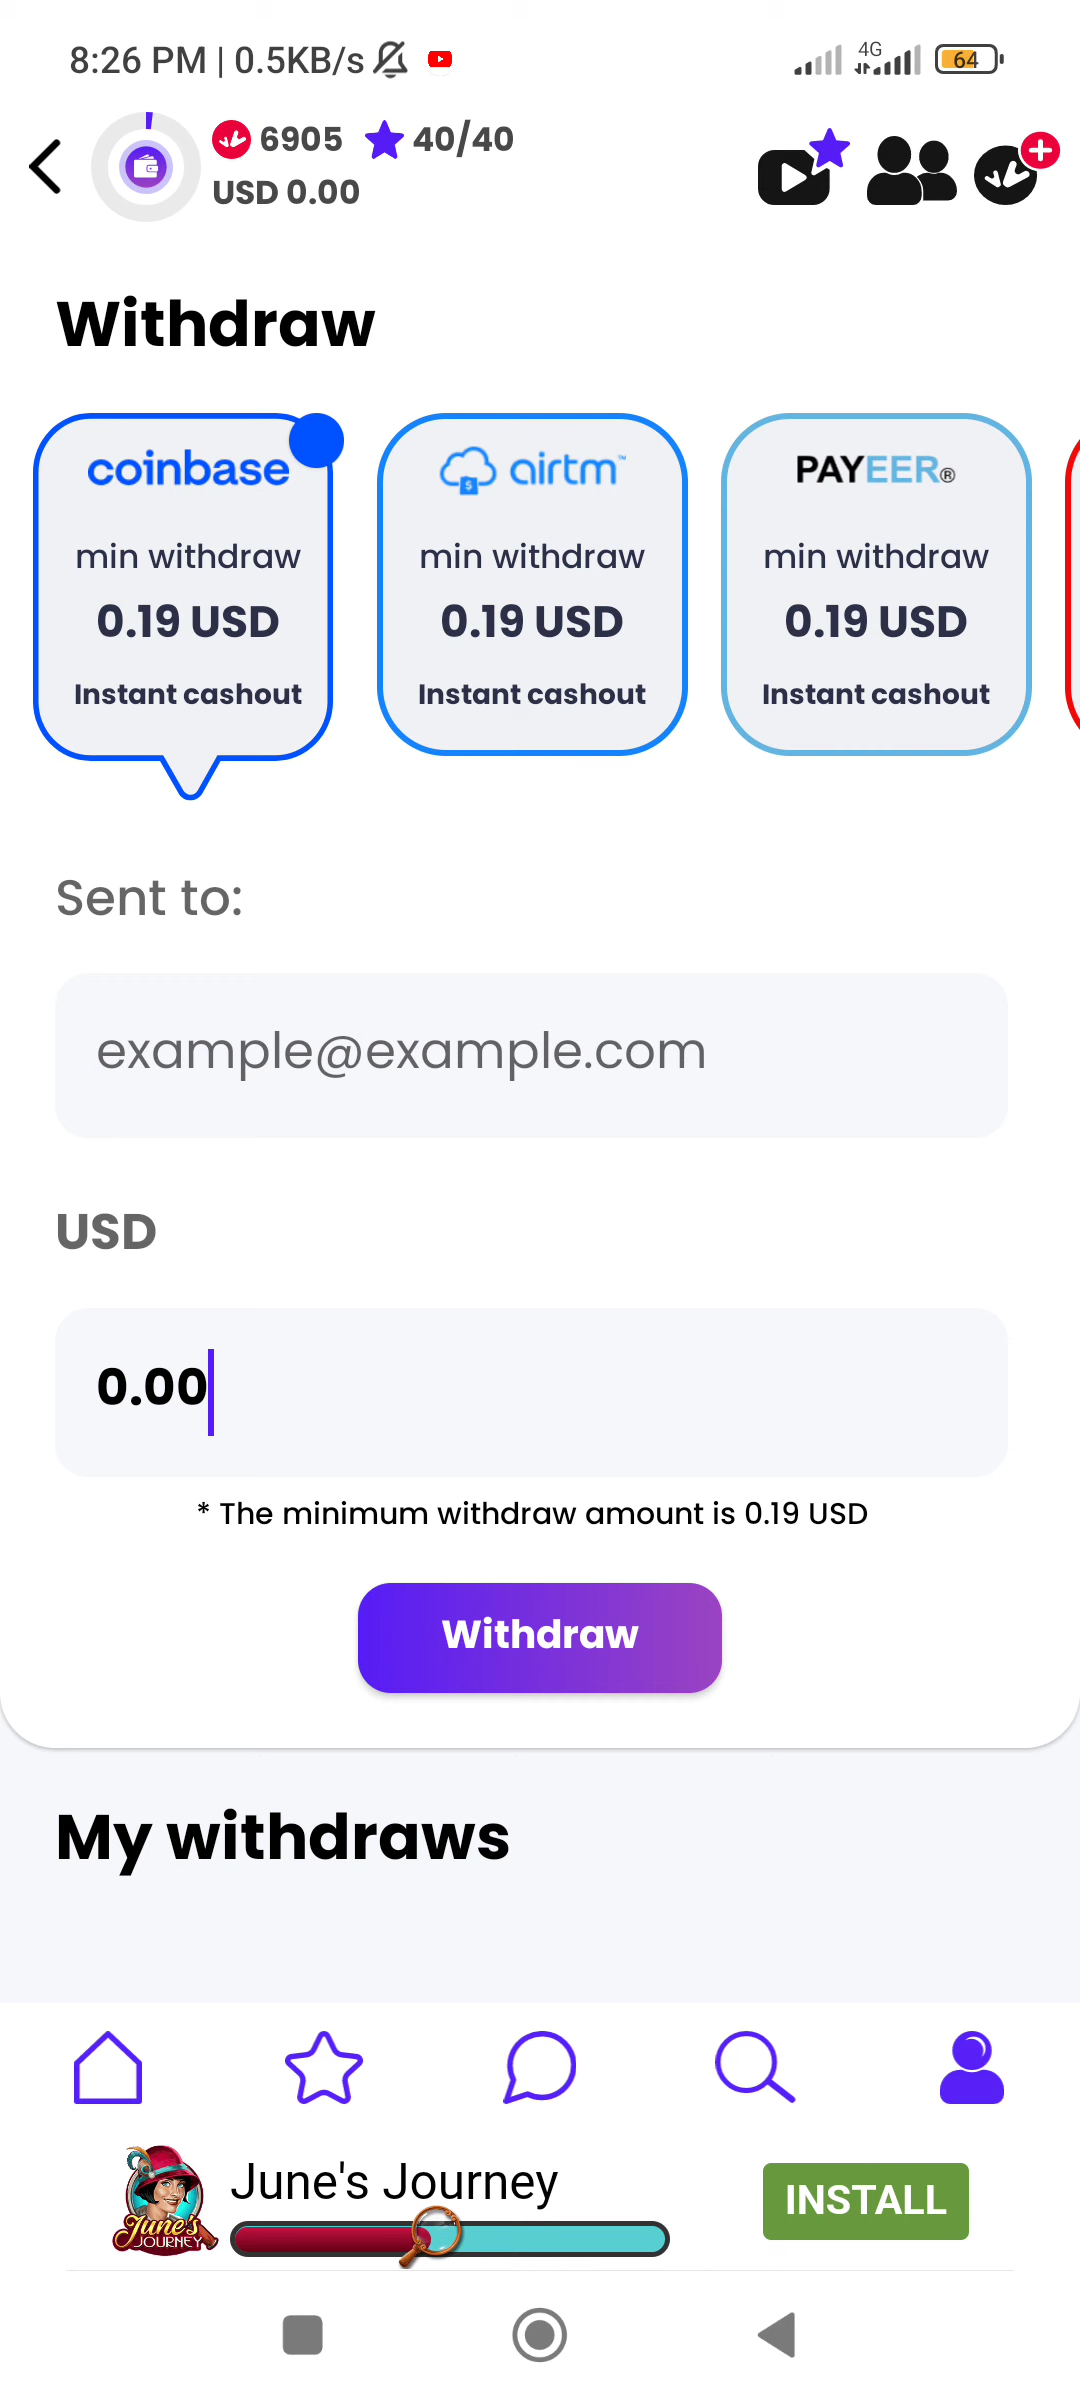 8:26 PM | 0.5KB/s
4G
64
6905 40/40
USD 0.00
Withdraw
coinbase
min withdraw
0.19 USD
Instant cashout
airtm™
min withdraw
0.19 USD
Instant cashout
PAYEER®
min withdraw
0.19 USD
Instant cashout
Sent to:
example@example.com
USD
0.00
* The minimum withdraw amount is 0.19 USD
Withdraw
My withdraws
June's JOURNEY
June's Journey
INSTALL